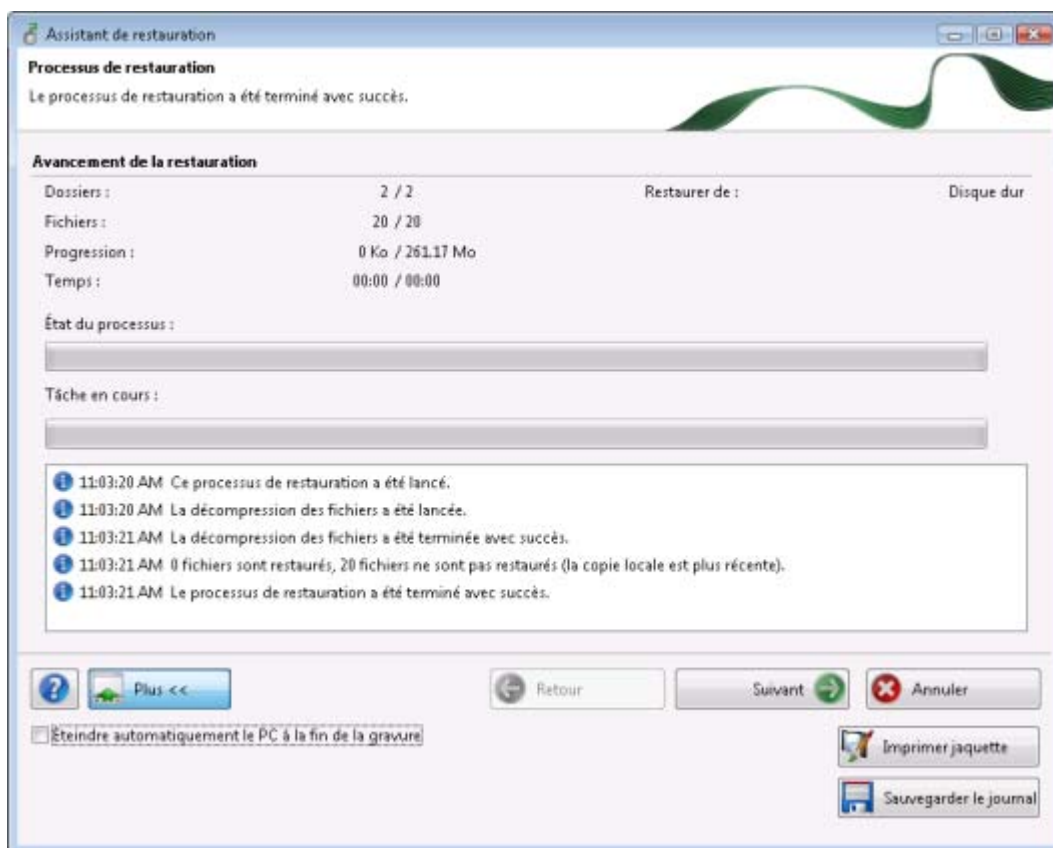 Assistant de restauration
Processus de restauration
Le processus de restauration a été terminé avec succès.
Avancement de la restauration
Dossiers : 2 / 2 Restaurer de : Disque dur
Fichiers : 20 / 20
Progression : 0 Ko / 261.17 Mo
Temps : 00:00 / 00:00
État du processus :
Tâche en cours :
11:03:20 AM Ce processus de restauration a été lancé.
11:03:20 AM La décompression des fichiers a été lancée.
11:03:21 AM La décompression des fichiers a été terminée avec succès.
11:03:21 AM 0 fichiers sont restaurés, 20 fichiers ne sont pas restaurés (la copie locale est plus récente).
11:03:21 AM Le processus de restauration a été terminé avec succès.
Plus << Retour Suivant Annuler
Éteindre automatiquement le PC à la fin de la gravure
Imprimer jaquette
Sauvegarder le journal